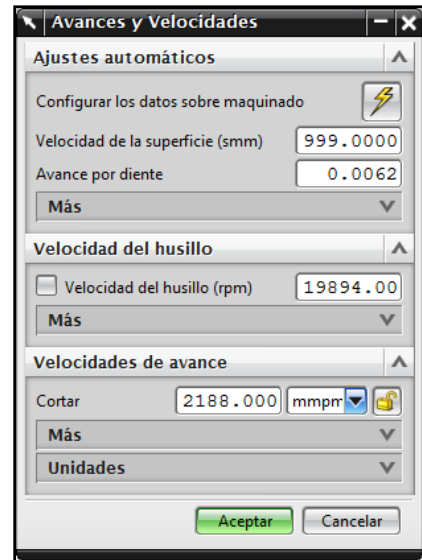 Avances y Velocidades
Ajustes automáticos
Configurar los datos sobre maquinado
Velocidad de la superficie (smm) 999.0000
Avance por diente 0.0062
Más
Velocidad del husillo
Velocidad del husillo (rpm) 19894.00
Más
Velocidades de avance
Cortar 2188.000 mmpm
Más
Unidades
Aceptar Cancelar